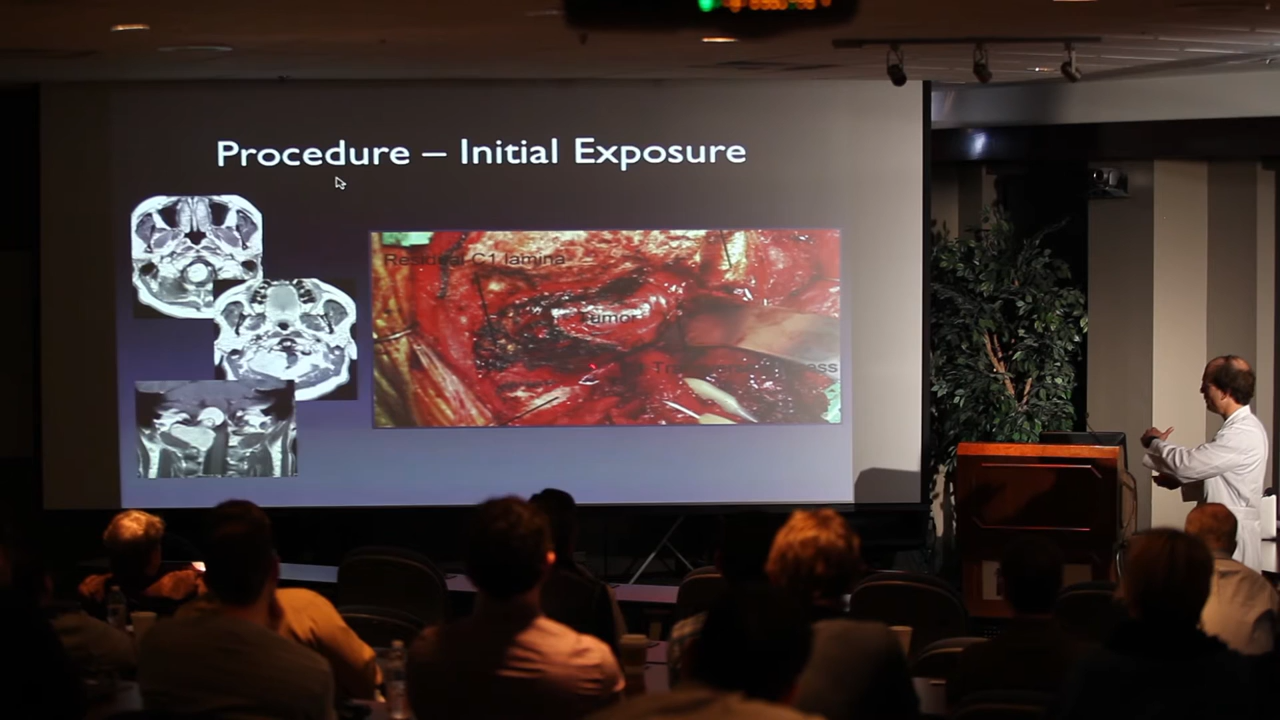 Procedure – Initial Exposure
Residual C1 lamina
Tumor